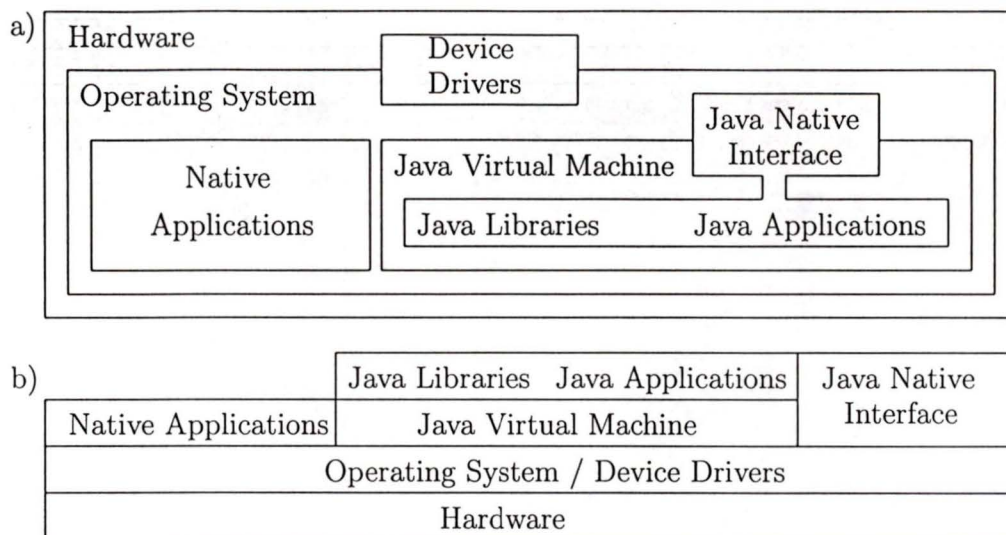 a)
Hardware
Device
Drivers
Operating System
Java Native
Interface
Native
Applications
Java Virtual Machine
Java Libraries Java Applications
b)
Java Libraries Java Applications
Java Native
Interface
Native Applications
Java Virtual Machine
Operating System / Device Drivers
Hardware